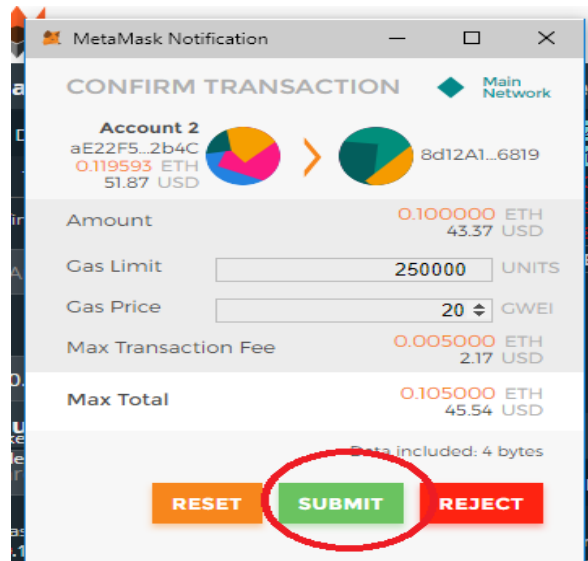 MetaMask Notification
CONFIRM TRANSACTION
Main
Network
Account 2
aE22F5...2b4C
0.119593 ETH
51.87 USD
8d12A1...6819
Amount
0.100000 ETH
43.37 USD
Gas Limit
250000 UNITS
Gas Price
20 GWEI
Max Transaction Fee
0.005000 ETH
2.17 USD
Max Total
0.105000 ETH
45.54 USD
Data included: 4 bytes
RESET SUBMIT REJECT